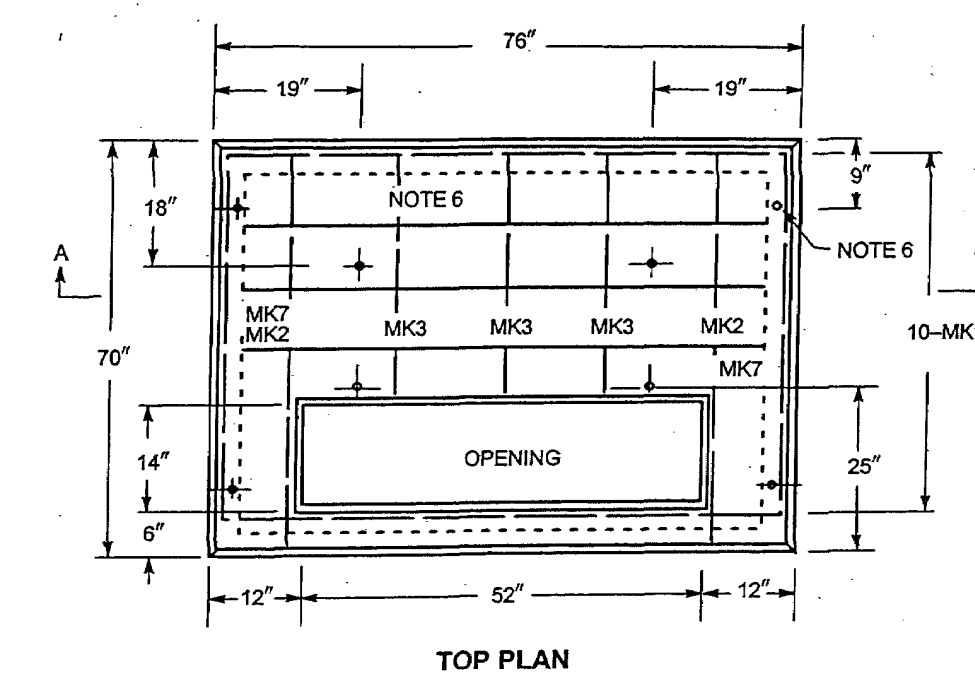 76″
19″
19″
9″
18″
NOTE 6
NOTE 6
A
MK7
MK2
MK3
MK3
MK3
MK2
10–MK
70″
MK7
14″
OPENING
25″
6″
12″
52″
12″
TOP PLAN